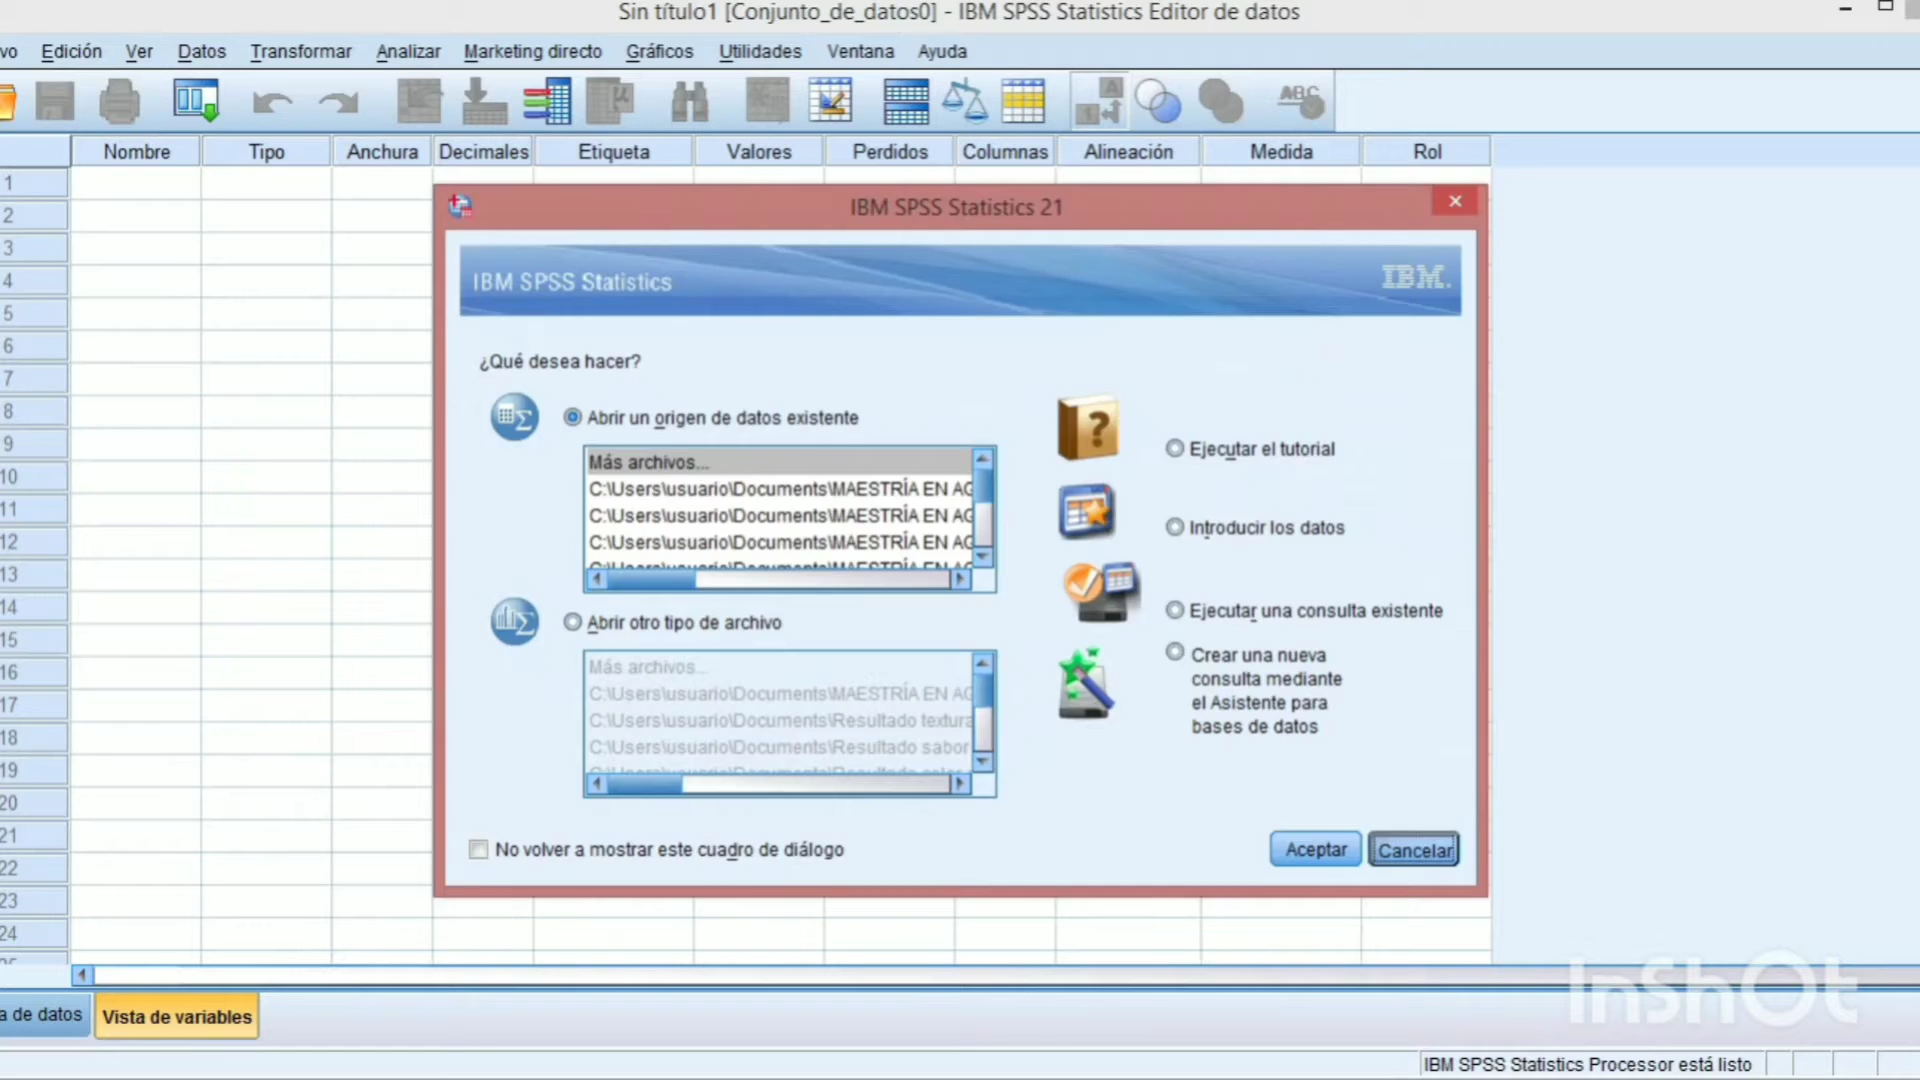 Sin título1 [Conjunto_de_datos0] - IBM SPSS Statistics Editor de datos
vo Edición Ver Datos Transformar Analizar Marketing directo Gráficos Utilidades Ventana Ayuda
Nombre Tipo Anchura Decimales Etiqueta Valores Perdidos Columnas Alineación Medida Rol
1
2
3
4
5
6
7
8
9
10
11
12
13
14
15
16
17
18
19
20
21
22
23
24
IBM SPSS Statistics 21
IBM SPSS Statistics
IBM.
¿Qué desea hacer?
Abrir un origen de datos existente
Más archivos...
C:\Users\usuario\Documents\MAESTRÍA EN AG
C:\Users\usuario\Documents\MAESTRÍA EN AG
C:\Users\usuario\Documents\MAESTRÍA EN AG
Abrir otro tipo de archivo
Más archivos...
C:\Users\usuario\Documents\MAESTRÍA EN AG
C:\Users\usuario\Documents\Resultado textura
C:\Users\usuario\Documents\Resultado sabor
Ejecutar el tutorial
Introducir los datos
Ejecutar una consulta existente
Crear una nueva
consulta mediante
el Asistente para
bases de datos
No volver a mostrar este cuadro de diálogo
Aceptar Cancelar
a de datos Vista de variables
InShOt
IBM SPSS Statistics Processor está listo